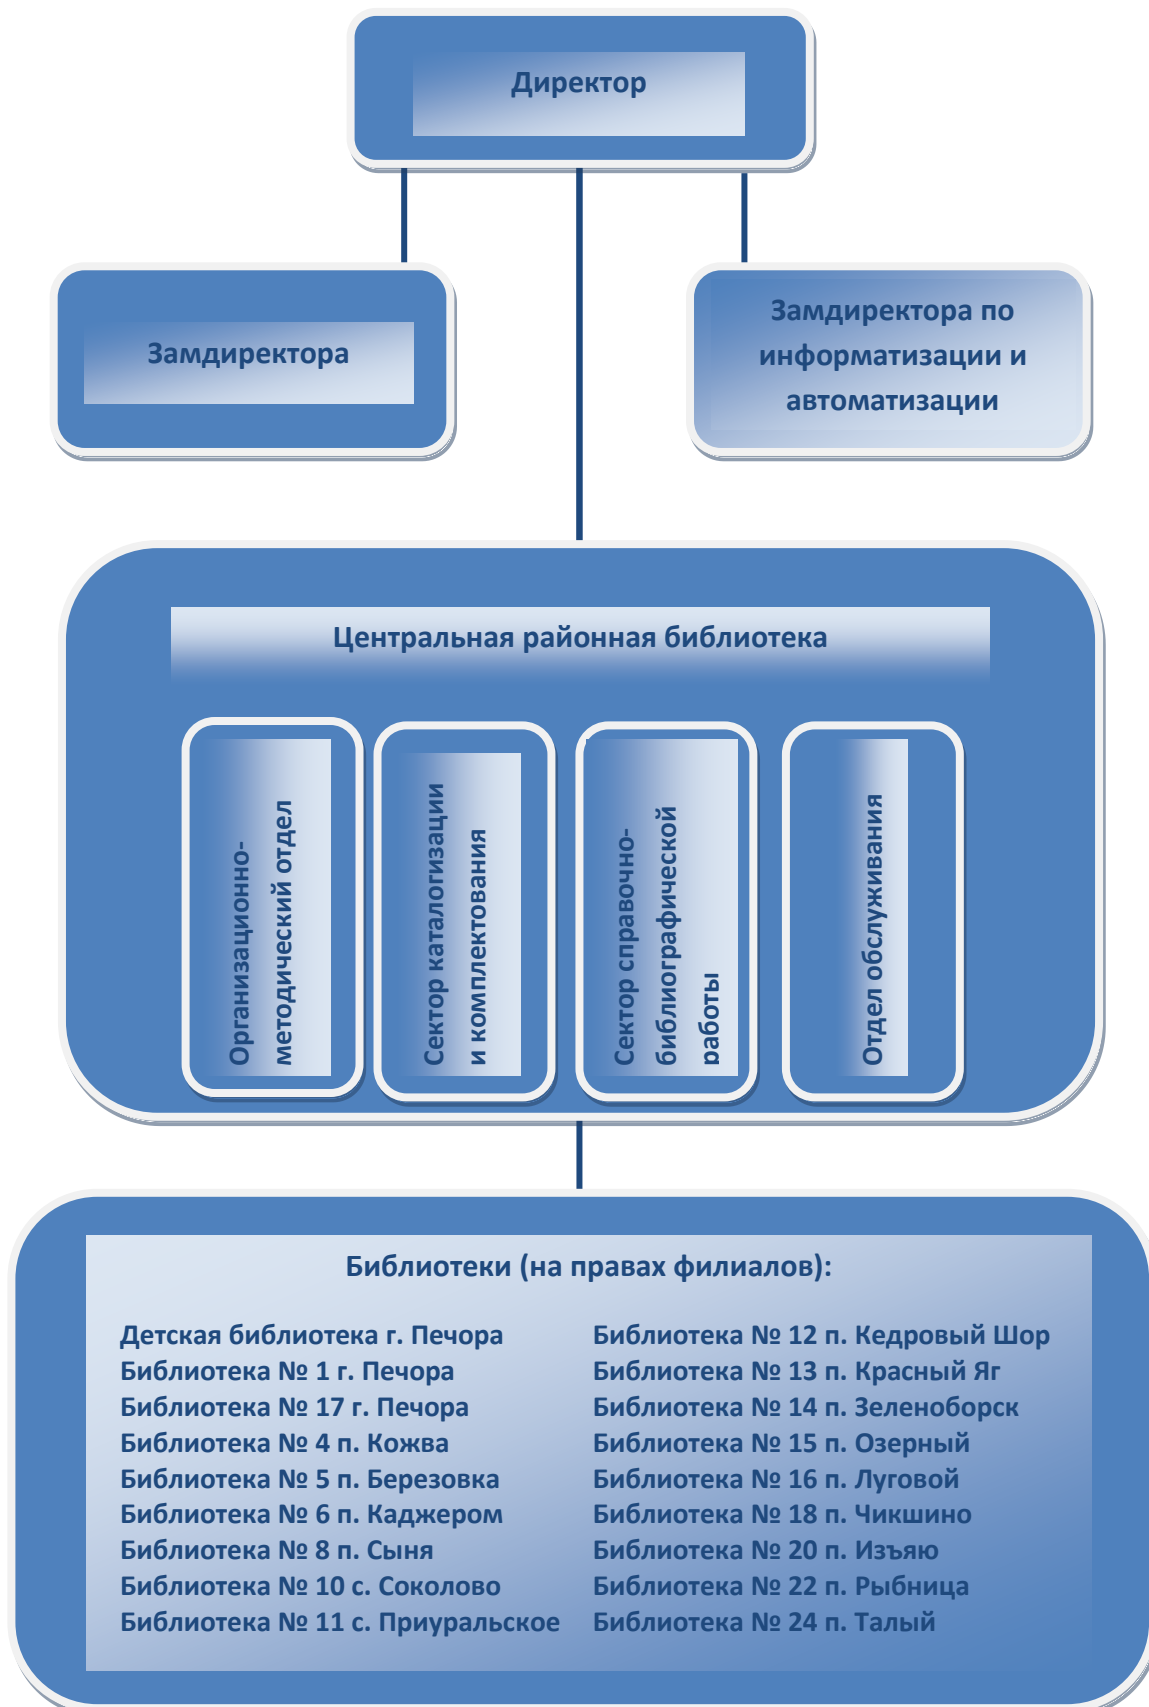 Директор
Замдиректора
Замдиректора по
информатизации и
автоматизации
Центральная районная библиотека
Организационно-
методический отдел
Сектор каталогизации
и комплектования
Сектор справочно-
библиографической
работы
Отдел обслуживания
Библиотеки (на правах филиалов):
Детская библиотека г. Печора
Библиотека № 1 г. Печора
Библиотека № 17 г. Печора
Библиотека № 4 п. Кожва
Библиотека № 5 п. Березовка
Библиотека № 6 п. Каджером
Библиотека № 8 п. Сыня
Библиотека № 10 с. Соколово
Библиотека № 11 с. Приуральское
Библиотека № 12 п. Кедровый Шор
Библиотека № 13 п. Красный Яг
Библиотека № 14 п. Зеленоборск
Библиотека № 15 п. Озерный
Библиотека № 16 п. Луговой
Библиотека № 18 п. Чикшино
Библиотека № 20 п. Изъяю
Библиотека № 22 п. Рыбница
Библиотека № 24 п. Талый